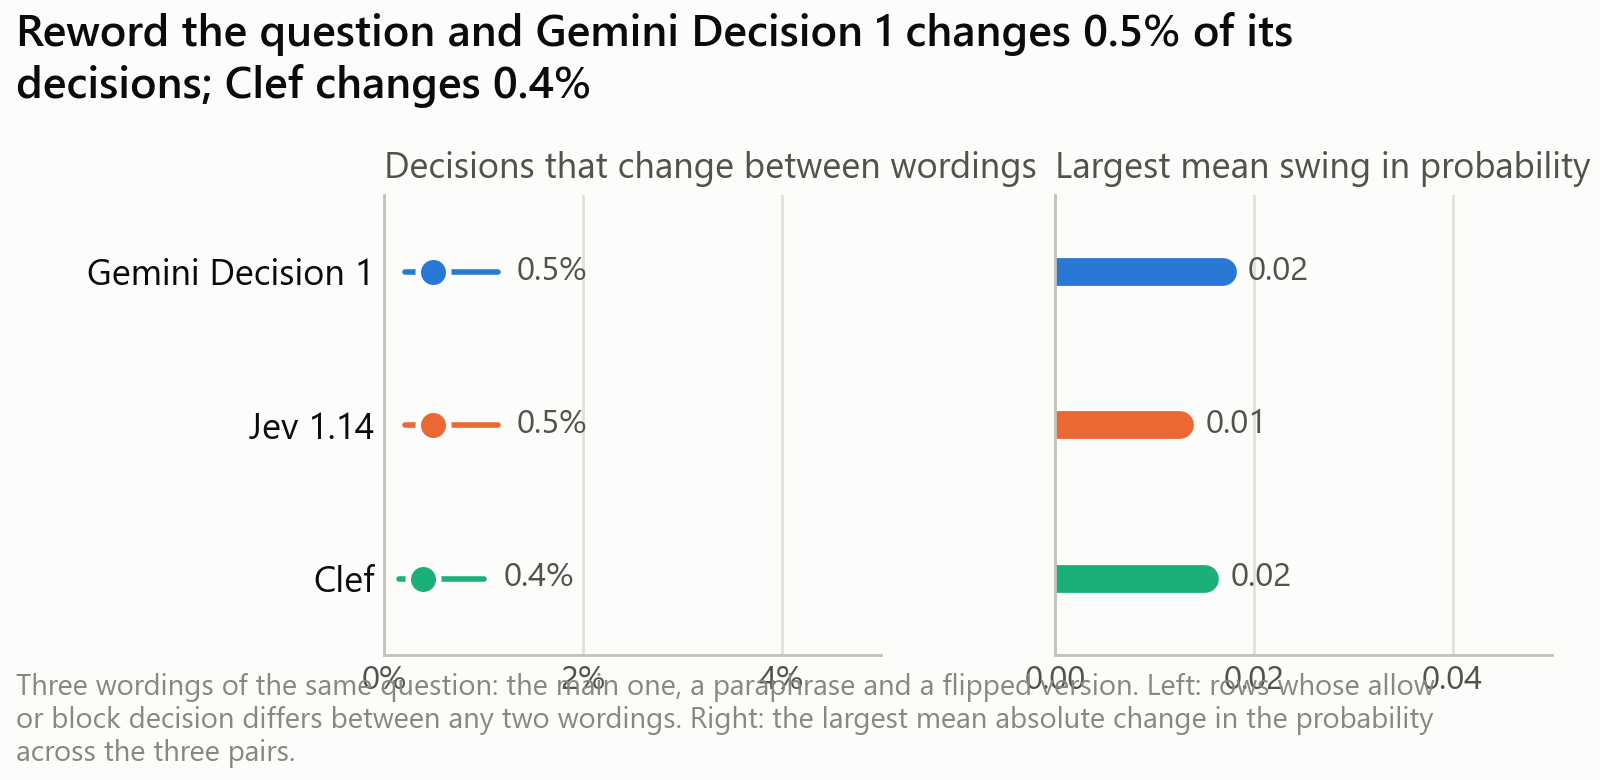 Reword the question and Gemini Decision 1 changes 0.5% of its
decisions; Clef changes 0.4%
Decisions that change between wordings
Largest mean swing in probability
Gemini Decision 1
0.5%
0.02
Jev 1.14
0.5%
0.01
Clef
0.4%
0.02
0%
2%
4%
0.00
0.02
0.04
Three wordings of the same question: the main one, a paraphrase and a flipped version. Left: rows whose allow
or block decision differs between any two wordings. Right: the largest mean absolute change in the probability
across the three pairs.